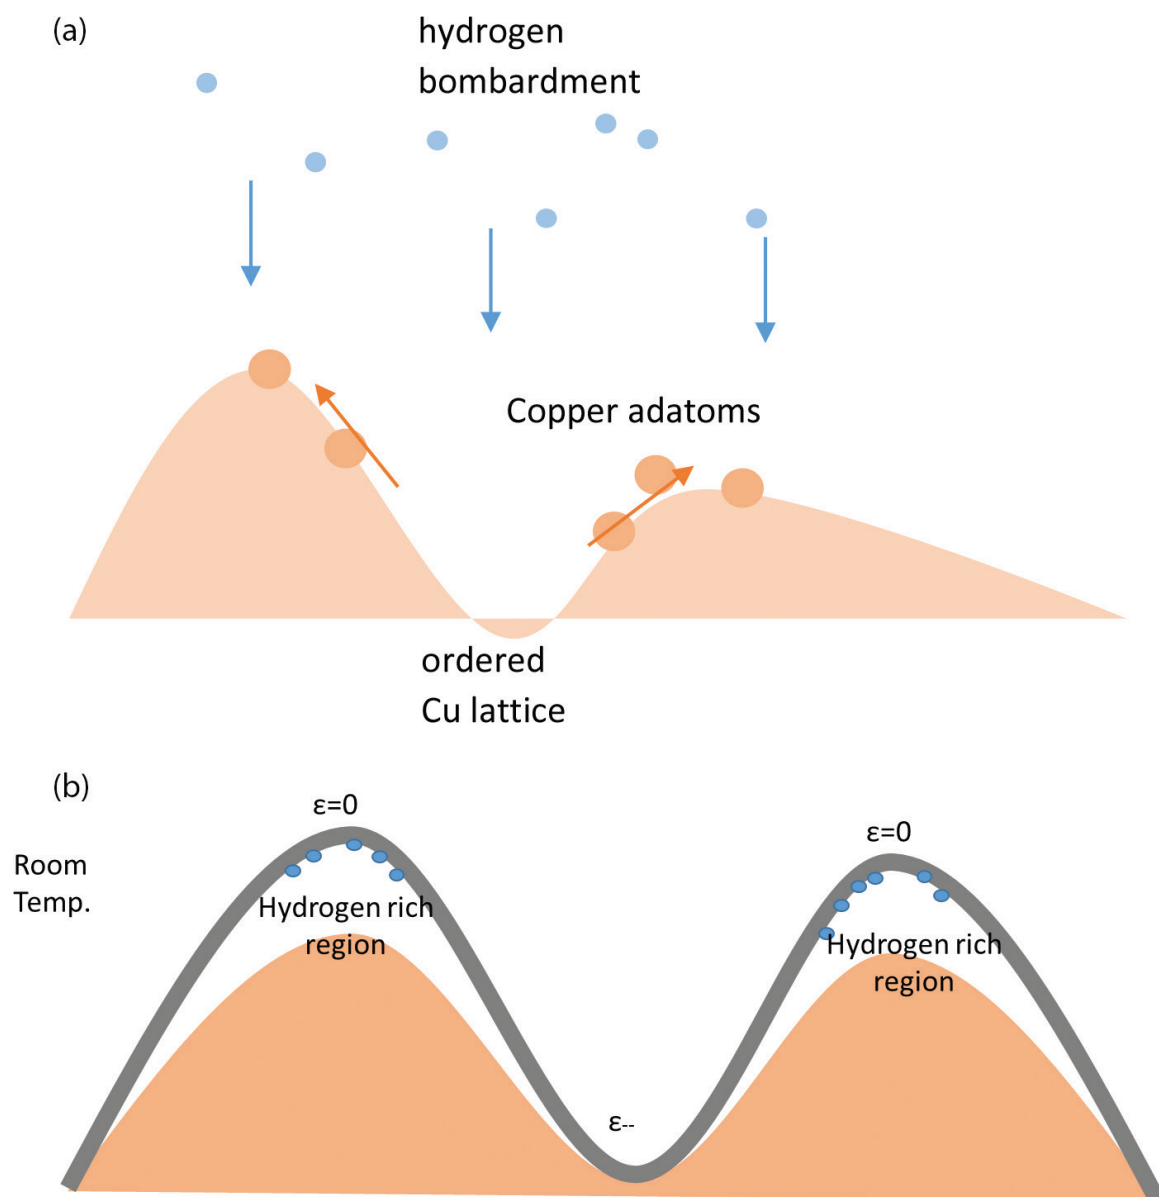 (a)
hydrogen
bombardment
Copper adatoms
ordered
Cu lattice
(b)
ε=0
ε=0
Room
Temp.
Hydrogen rich
region
Hydrogen rich
region
ε--